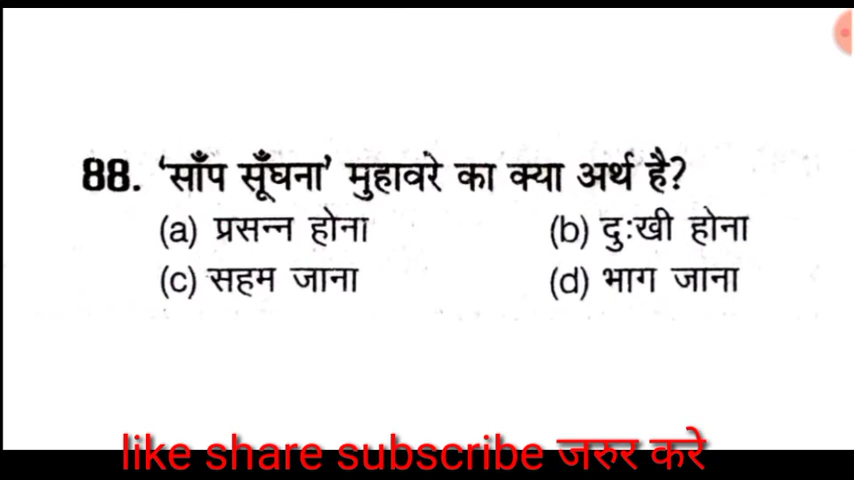 88. ‘साँप सूँघना’ मुहावरे का क्या अर्थ है?
(a) प्रसन्न होना (b) दुःखी होना
(c) सहम जाना (d) भाग जाना
like share subscribe जरुर करे